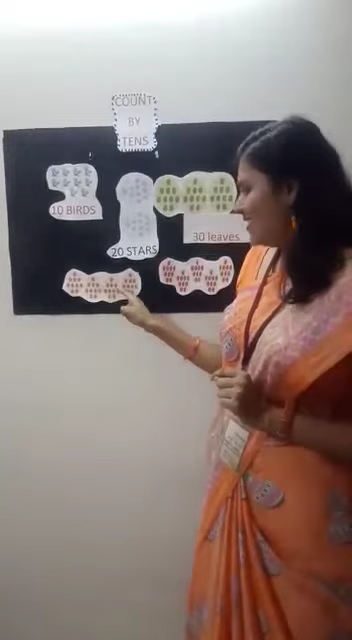 COUNT
BY
TENS
10 BIRDS
20 STARS
30 leaves